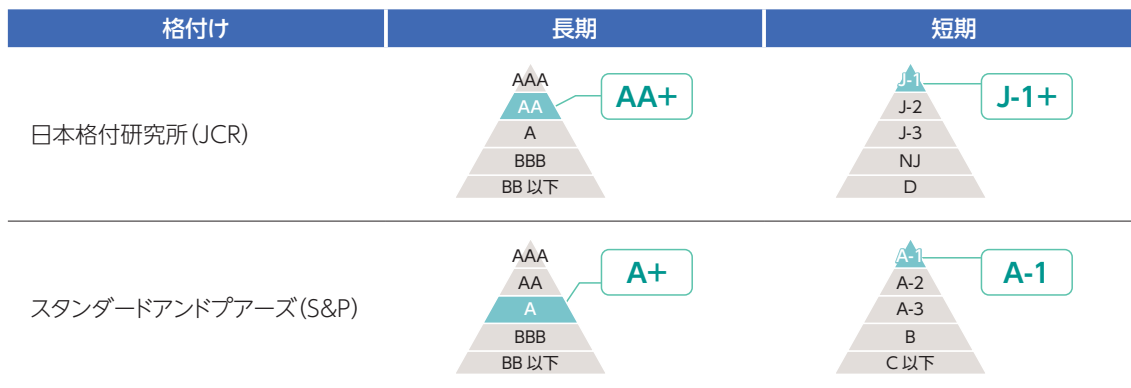 格付け 長期 短期
日本格付研究所(JCR)
AAA
AA
A
BBB
BB 以下
AA+
J-1
J-2
J-3
NJ
D
J-1+
スタンダードアンドプアーズ(S&P)
AAA
AA
A
BBB
BB 以下
A+
A-1
A-2
A-3
B
C 以下
A-1